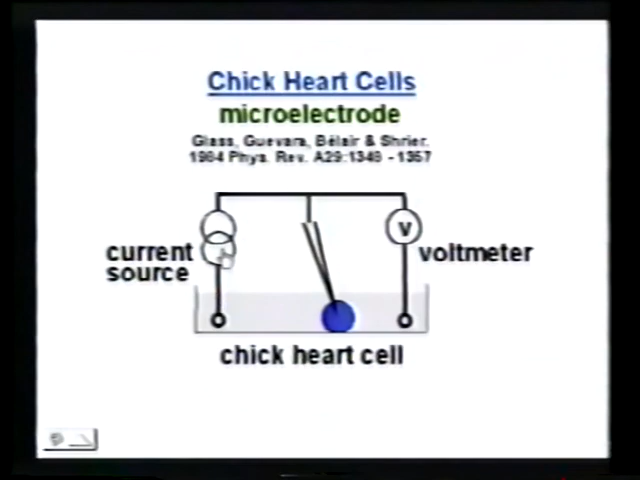 Chick Heart Cells
microelectrode
Glass, Guevara, Bélair & Shrier.
1984 Phys. Rev. A29:1348 - 1357
current
source
V
voltmeter
chick heart cell